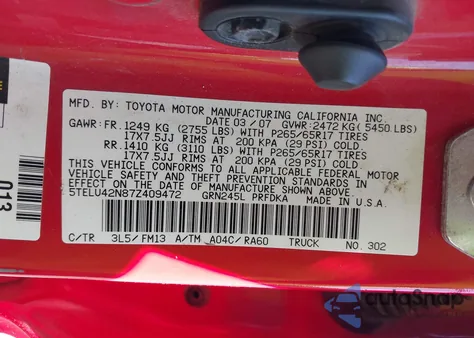 MFD. BY: TOYOTA MOTOR MANUFACTURING CALIFORNIA INC.
DATE 03 / 07 GVWR: 2472 KG( 5450 LBS)
GAWR: FR. 1249 KG (2755 LBS) WITH P265/65R17 TIRES
17X7.5JJ RIMS AT 200 KPA (29 PSI) COLD
RR. 1410 KG (3110 LBS) WITH P265/65R17 TIRES
17X7.5JJ RIMS AT 200 KPA (29 PSI) COLD
THIS VEHICLE CONFORMS TO ALL APPLICABLE FEDERAL MOTOR
VEHICLE SAFETY AND THEFT PREVENTION STANDARDS IN
EFFECT ON THE DATE OF MANUFACTURE SHOWN ABOVE.
5TELU42N87Z409472 GRN245L PRFDKA MADE IN U.S.A.
C/TR 3L5/ FM13 A/TM A04C/ RA60 TRUCK NO. 302
013
autoSnap